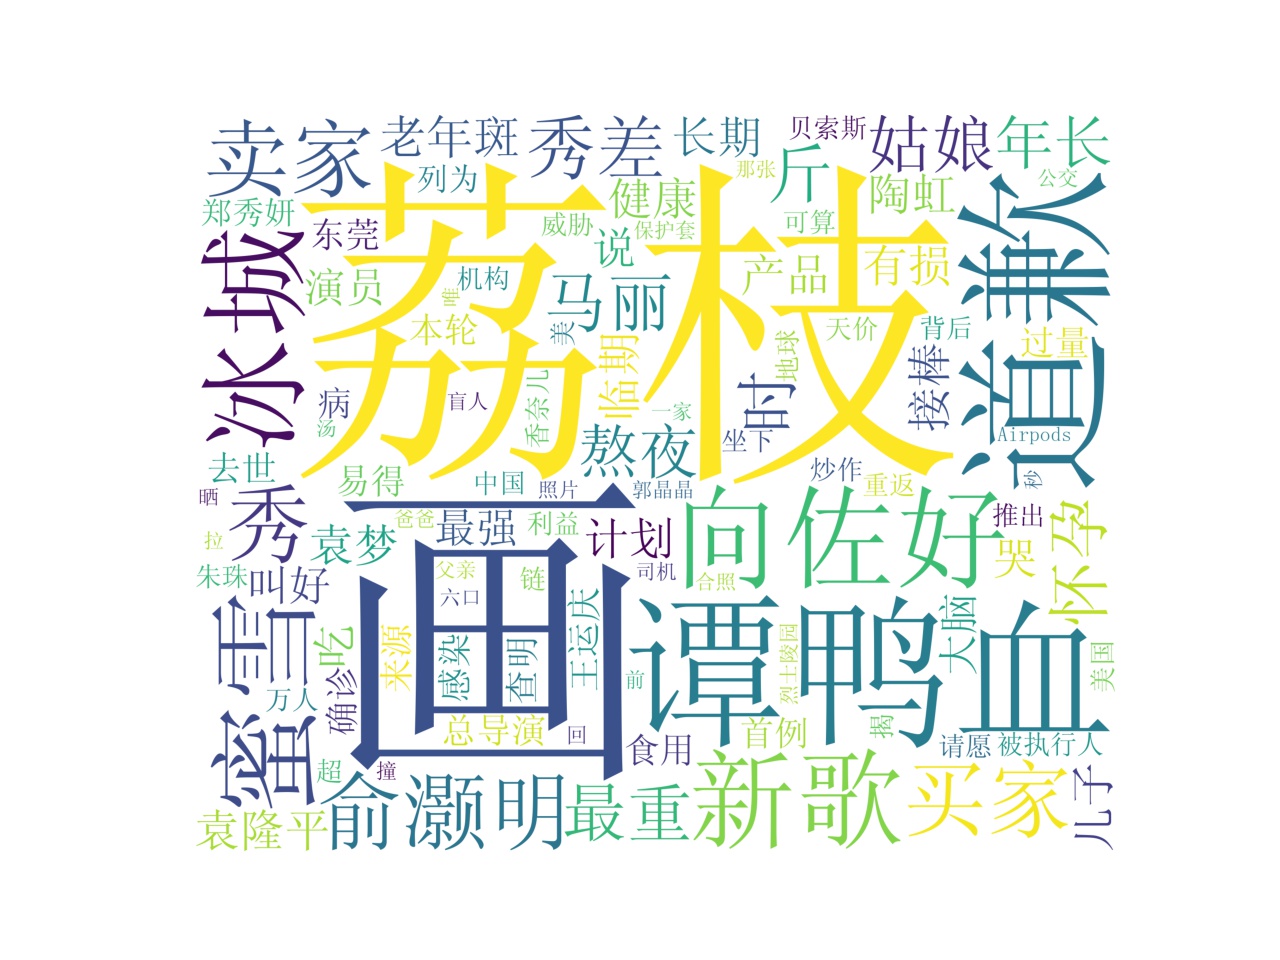 卖家
老年斑
秀差
长期
贝索斯
姑娘
年长
列为
那张
斤
公交
郑秀妍
荔枝
威胁
健康
保护套
可算
陶虹
兼欠
东莞
说
冰城
演员
机构
马丽
产品
有损
唯
本轮
美
临期
地球
天价
背后
过量
病
盲人
香奈儿
一家
时
接棒
道
汤
熬夜
坐下
Airpods
去世
易得
中国
照片
郭晶晶
炒作
重返
秒
晒
秀
画
爸爸
最强
利益
计划
向佐好
推出
怀孕
拉
袁梦
哭
朱珠
叫好
父亲
链
司机
合照
六口
蜜雪
吃
来源
感染
查明
王运庆
谭鸭血
烈士陵园
大脑
美国
万人
确诊
前
总导演
回
食用
首例
揭
请愿
被执行人
超
撞
俞灏明
最重
新歌
买家
儿子
袁隆平